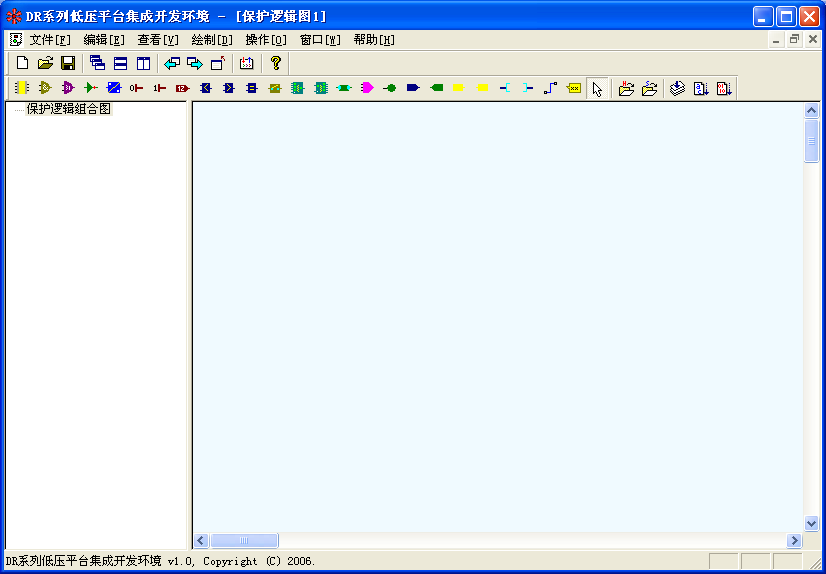 DR系列低压平台集成开发环境 - [保护逻辑图1]
文件[F] 编辑[E] 查看[V] 绘制[D] 操作[O] 窗口[W] 帮助[H]
保护逻辑组合图
DR系列低压平台集成开发环境 v1.0, Copyright (C) 2006.